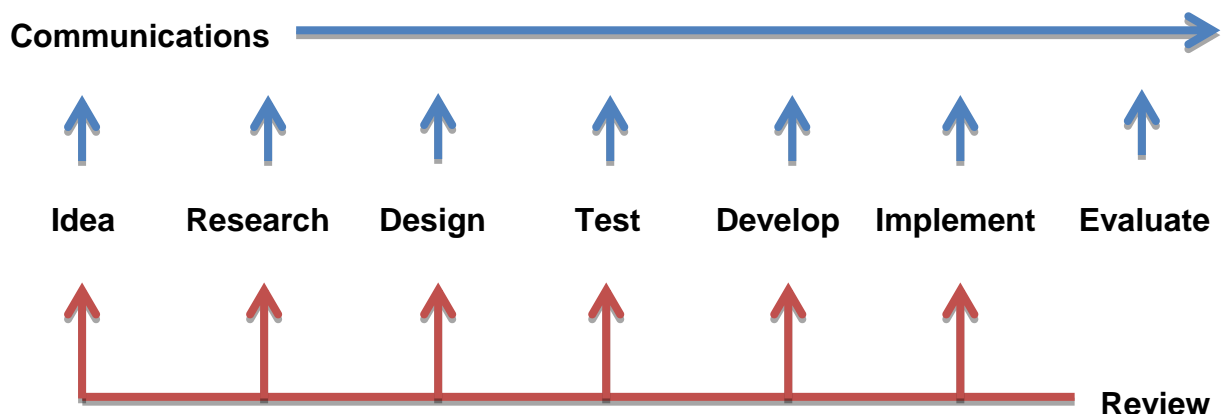 Communications
Idea Research Design Test Develop Implement Evaluate
Review